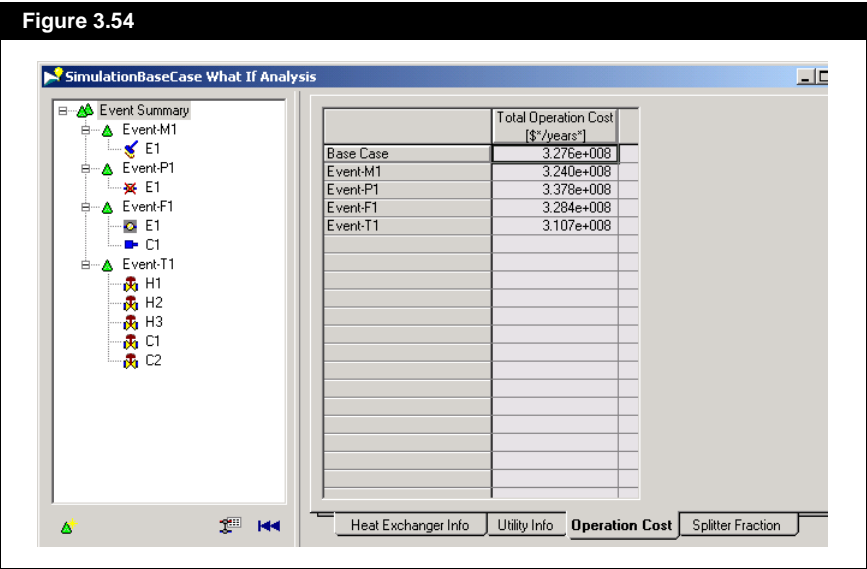 Figure 3.54
SimulationBaseCase What If Analysis
Event Summary
Event-M1
E1
Event-P1
E1
Event-F1
E1
C1
Event-T1
H1
H2
H3
C1
C2
Total Operation Cost
[$*/years*]
Base Case 3.276e+008
Event-M1 3.240e+008
Event-P1 3.378e+008
Event-F1 3.284e+008
Event-T1 3.107e+008
Heat Exchanger Info Utility Info Operation Cost Splitter Fraction